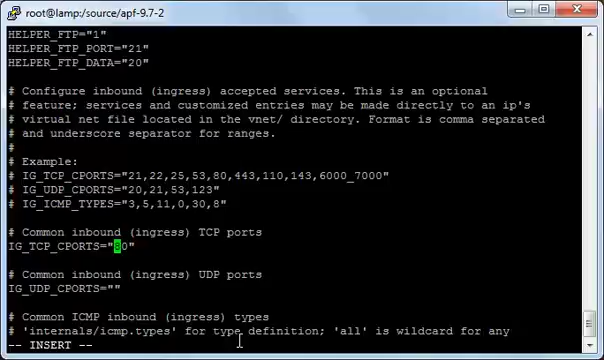 root@lamp:/source/apf-9.7-2
HELPER_FTP="1"
HELPER_FTP_PORT="21"
HELPER_FTP_DATA="20"
# Configure inbound (ingress) accepted services. This is an optional
# feature; services and customized entries may be made directly to an ip's
# virtual net file located in the vnet/ directory. Format is comma separated
# and underscore separator for ranges.
#
# Example:
# IG_TCP_CPORTS="21,22,25,53,80,443,110,143,6000_7000"
# IG_UDP_CPORTS="20,21,53,123"
# IG_ICMP_TYPES="3,5,11,0,30,8"
# Common inbound (ingress) TCP ports
IG_TCP_CPORTS="80"
# Common inbound (ingress) UDP ports
IG_UDP_CPORTS=""
# Common ICMP inbound (ingress) types
# 'internals/icmp.types' for type definition; 'all' is wildcard for any
-- INSERT --